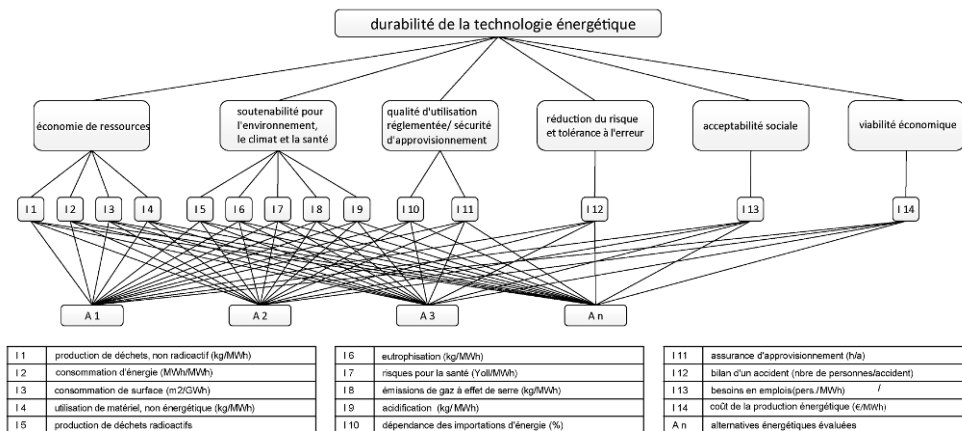 durabilité de la technologie énergétique
économie de ressources
soutenabilité pour
l'environnement,
le climat et la santé
qualité d'utilisation
réglementée/ sécurité
d'approvisionnement
réduction du risque
et tolérance à l'erreur
acceptabilité sociale
viabilité économique
I 1 I 2 I 3 I 4 I 5 I 6 I 7 I 8 I 9 I 10 I 11 I 12 I 13 I 14
A 1 A 2 A 3 A n
I 1 production de déchets, non radioactif (kg/MWh)
I 2 consommation d'énergie (MWh/MWh)
I 3 consommation de surface (m2/GWh)
I 4 utilisation de matériel, non énergétique (kg/MWh)
I 5 production de déchets radioactifs
I 6 eutrophisation (kg/MWh)
I 7 risques pour la santé (Yoll/MWh)
I 8 émissions de gaz à effet de serre (kg/MWh)
I 9 acidification (kg/MWh)
I 10 dépendance des importations d'énergie (%)
I 11 assurance d'approvisionnement (h/a)
I 12 bilan d'un accident (nbre de personnes/accident)
I 13 besoins en emplois(pers./MWh) /
I 14 coût de la production énergétique (€/MWh)
A n alternatives énergétiques évaluées